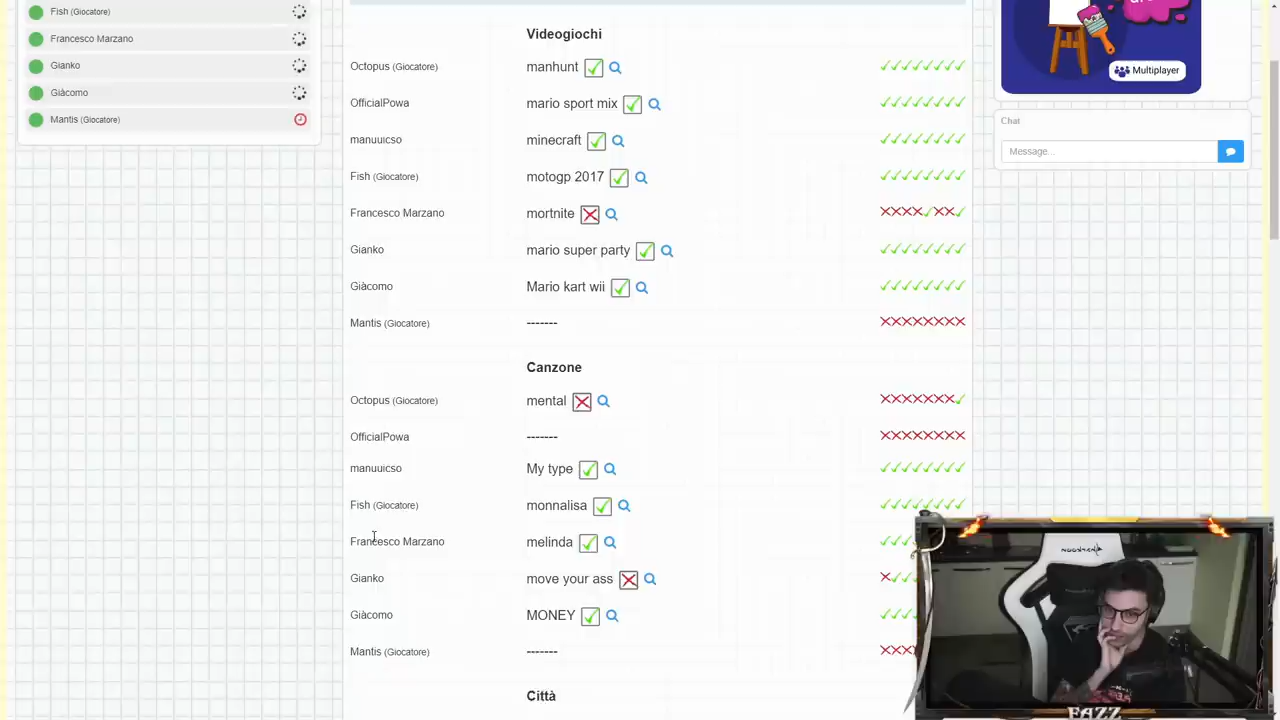 Fish (Giocatore)
Francesco Marzano
Gianko
Giàcomo
Mantis (Giocatore)
Videogiochi
Octopus (Giocatore) manhunt
OfficialPowa mario sport mix
manuuicso minecraft
Fish (Giocatore) motogp 2017
Francesco Marzano mortnite
Gianko mario super party
Giàcomo Mario kart wii
Mantis (Giocatore) -------
Canzone
Octopus (Giocatore) mental
OfficialPowa -------
manuuicso My type
Fish (Giocatore) monnalisa
Francesco Marzano melinda
Gianko move your ass
Giàcomo MONEY
Mantis (Giocatore) -------
Città
Multiplayer
Chat
Message...
FAZZ